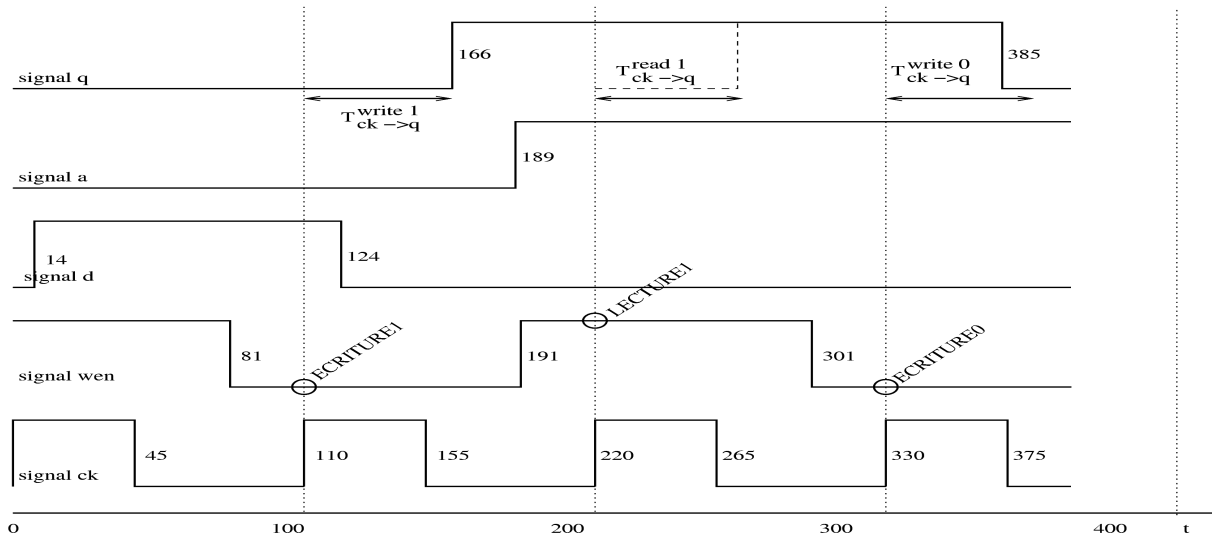 166
T write 1 ck −>q
T read 1 ck −>q
T write 0 ck −>q
385
signal q
189
signal a
14
124
signal d
LECTURE1
81
ECRITURE1
191
301
ECRITURE0
signal wen
45
110
155
220
265
330
375
signal ck
0 100 200 300 400 t